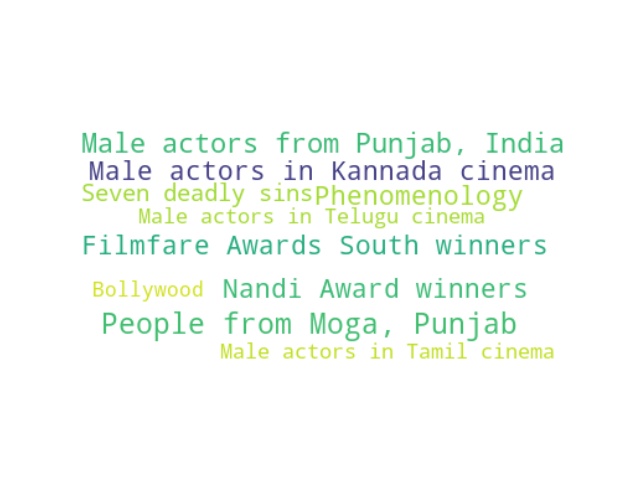 Male actors from Punjab, India
Male actors in Kannada cinema
Seven deadly sins Phenomenology
Male actors in Telugu cinema
Filmfare Awards South winners
Bollywood Nandi Award winners
People from Moga, Punjab
Male actors in Tamil cinema